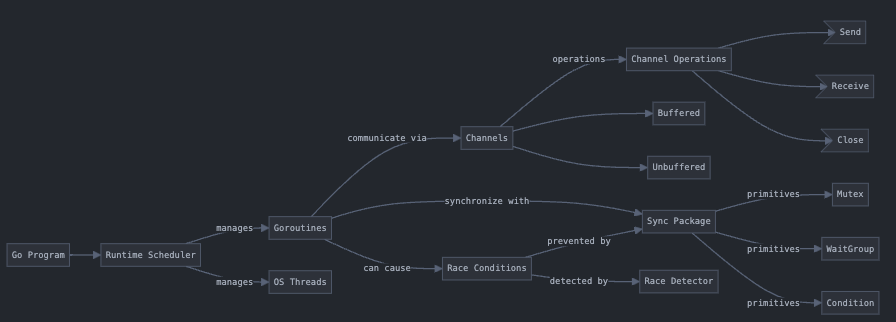 Go Program
Runtime Scheduler
manages
manages
Goroutines
OS Threads
communicate via
synchronize with
can cause
Channels
Race Conditions
operations
prevented by
detected by
Channel Operations
Buffered
Unbuffered
Sync Package
Race Detector
primitives
primitives
primitives
Send
Receive
Close
Mutex
WaitGroup
Condition